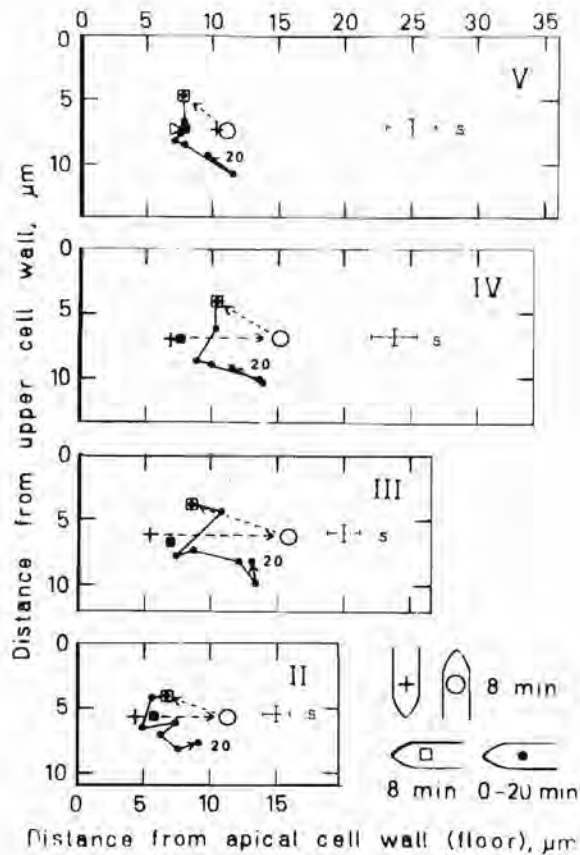 0 5 10 15 20 25 30 35
0
5
10
V
s
20
0
5
10
IV
s
20
0
5
10
III
s
20
0
5
10
II
s
20
5 10 15
8 min
8 min 0-20 min
Distance from upper cell wall, µm
Distance from apical cell wall (floor), µm